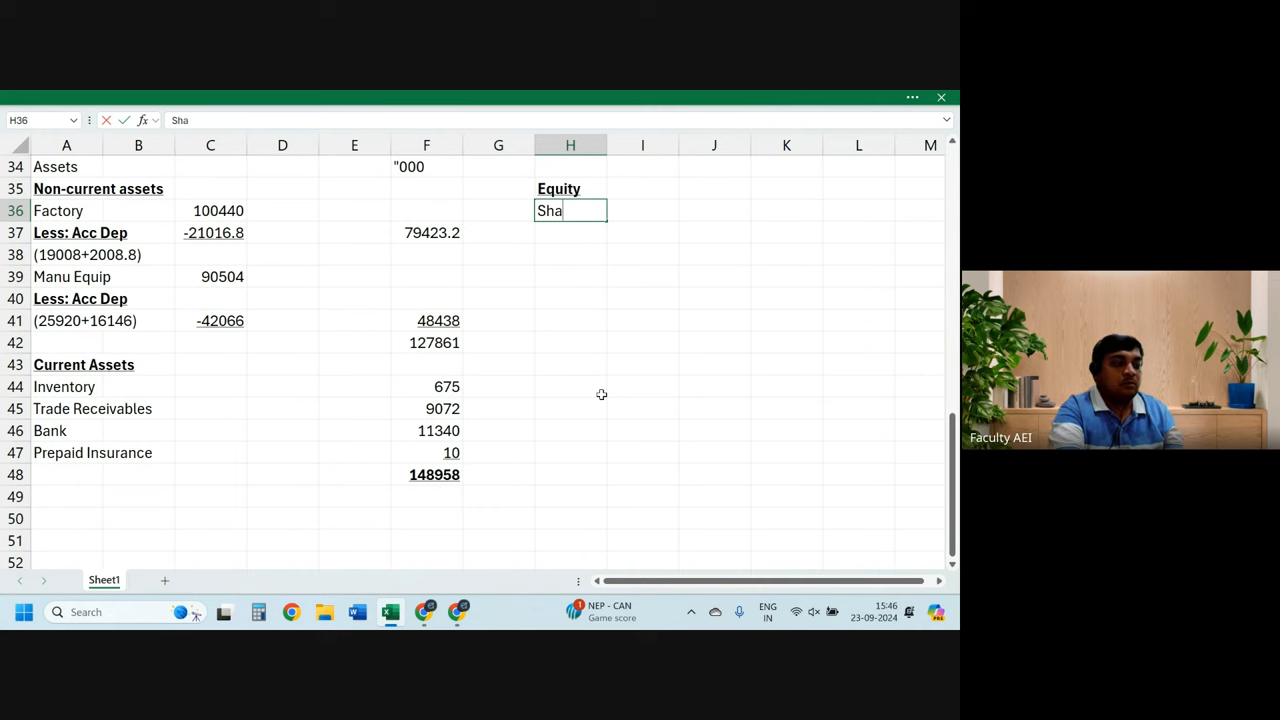 H36 fx Sha
A B C D E F G H I J K L M
34 Assets "000
35 Non-current assets Equity
36 Factory 100440 Sha
37 Less: Acc Dep -21016.8 79423.2
38 (19008+2008.8)
39 Manu Equip 90504
40 Less: Acc Dep
41 (25920+16146) -42066 48438
42 127861
43 Current Assets
44 Inventory 675
45 Trade Receivables 9072
46 Bank 11340
47 Prepaid Insurance 10
48 148958
49
50
51
52
Faculty AEI
Sheet1
Search
1
NEP - CAN
Game score
ENG
IN
15:46
23-09-2024
PRE